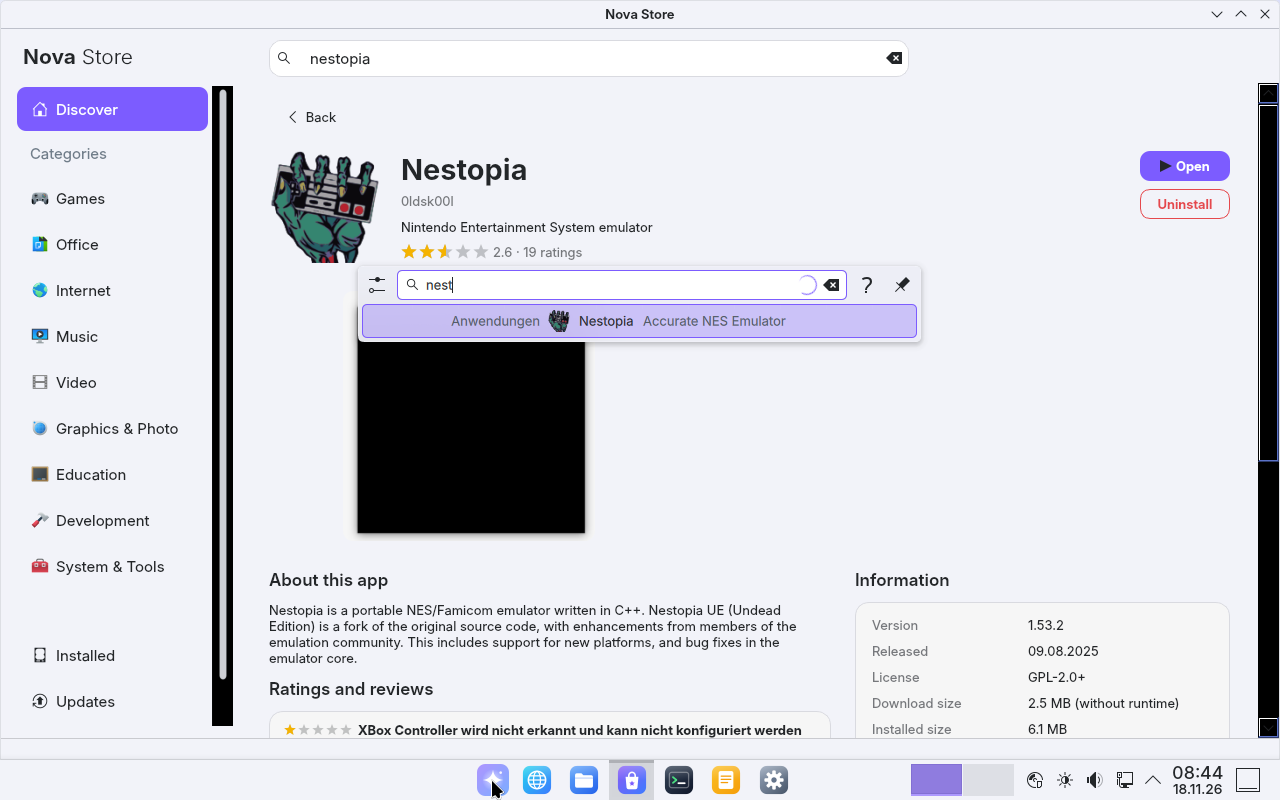 Nova Store
Nova Store
nestopia
Discover
Back
Categories
Games
Office
Internet
Music
Video
Graphics & Photo
Education
Development
System & Tools
Installed
Updates
Nestopia
0ldsk00l
Nintendo Entertainment System emulator
2.6 · 19 ratings
Open
Uninstall
nest
?
Anwendungen Nestopia Accurate NES Emulator
About this app
Nestopia is a portable NES/Famicom emulator written in C++. Nestopia UE (Undead
Edition) is a fork of the original source code, with enhancements from members of the
emulation community. This includes support for new platforms, and bug fixes in the
emulator core.
Ratings and reviews
XBox Controller wird nicht erkannt und kann nicht konfiguriert werden
Information
Version 1.53.2
Released 09.08.2025
License GPL-2.0+
Download size 2.5 MB (without runtime)
Installed size 6.1 MB
08:44
18.11.26